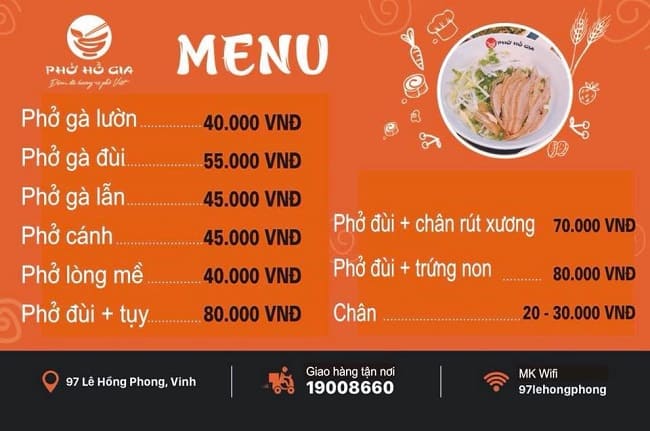 PHỞ HỒ GIA
Đậm đà hương vị phở Việt
MENU
PHỞ HỒ GIA
Phở gà lườn 40.000 VNĐ
Phở gà đùi 55.000 VNĐ
Phở gà lẫn 45.000 VNĐ
Phở cánh 45.000 VNĐ
Phở lòng mề 40.000 VNĐ
Phở đùi + tụy 80.000 VNĐ
Phở đùi + chân rút xương 70.000 VNĐ
Phở đùi + trứng non 80.000 VNĐ
Chân 20 - 30.000 VNĐ
97 Lê Hồng Phong, Vinh
Giao hàng tận nơi
19008660
MK Wifi
97lehongphong